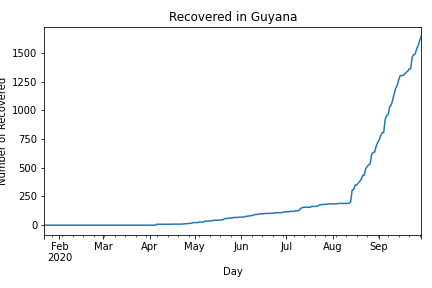 Recovered in Guyana
Number of Recovered
1500
1250
1000
750
500
250
0
Feb Mar Apr May Jun Jul Aug Sep
2020
Day